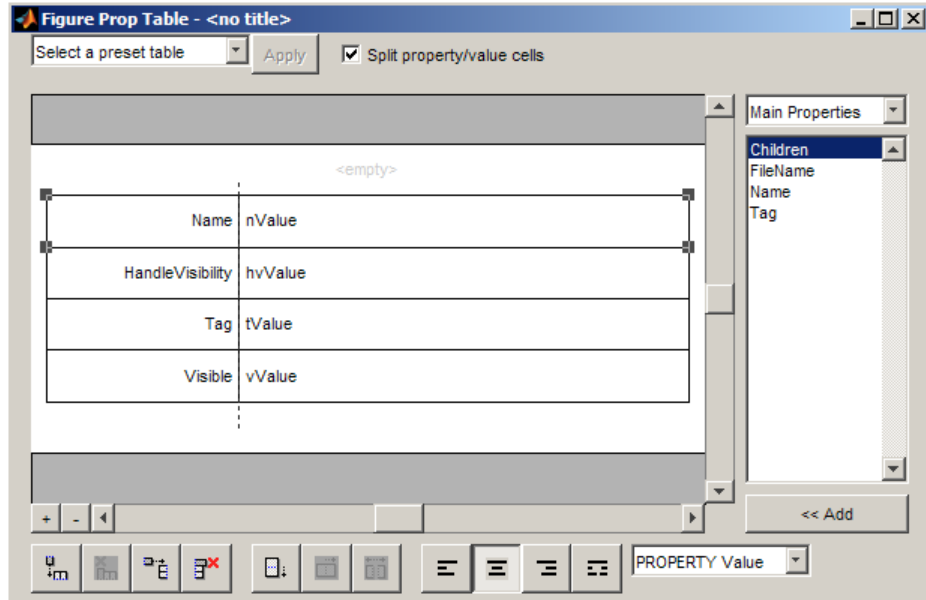 Figure Prop Table - <no title>
Select a preset table
Apply
Split property/value cells
Main Properties
Children
FileName
Name
Tag
<empty>
Name nValue
HandleVisibility hvValue
Tag tValue
Visible vValue
+ -
<< Add
PROPERTY Value